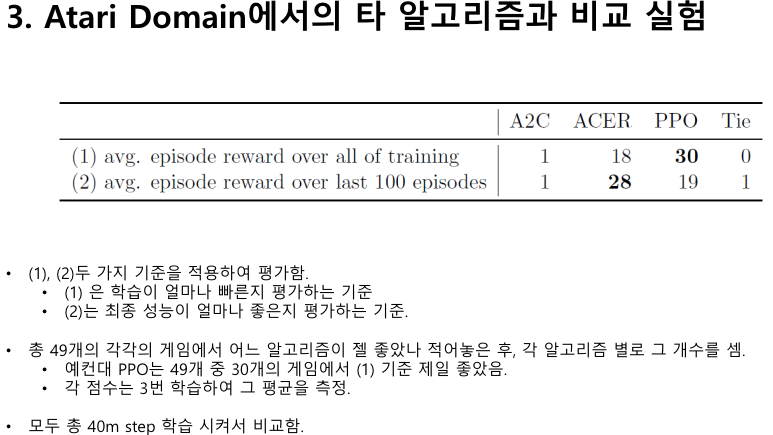 3. Atari Domain에서의 타 알고리즘과 비교 실험
A2C ACER PPO Tie
(1) avg. episode reward over all of training 1 18 30 0
(2) avg. episode reward over last 100 episodes 1 28 19 1
• (1), (2)두 가지 기준을 적용하여 평가함.
• (1) 은 학습이 얼마나 빠른지 평가하는 기준
• (2)는 최종 성능이 얼마나 좋은지 평가하는 기준.
• 총 49개의 각각의 게임에서 어느 알고리즘이 젤 좋았나 적어놓은 후, 각 알고리즘 별로 그 개수를 셈.
• 예컨대 PPO는 49개 중 30개의 게임에서 (1) 기준 제일 좋았음.
• 각 점수는 3번 학습하여 그 평균을 측정.
• 모두 총 40m step 학습 시켜서 비교함.